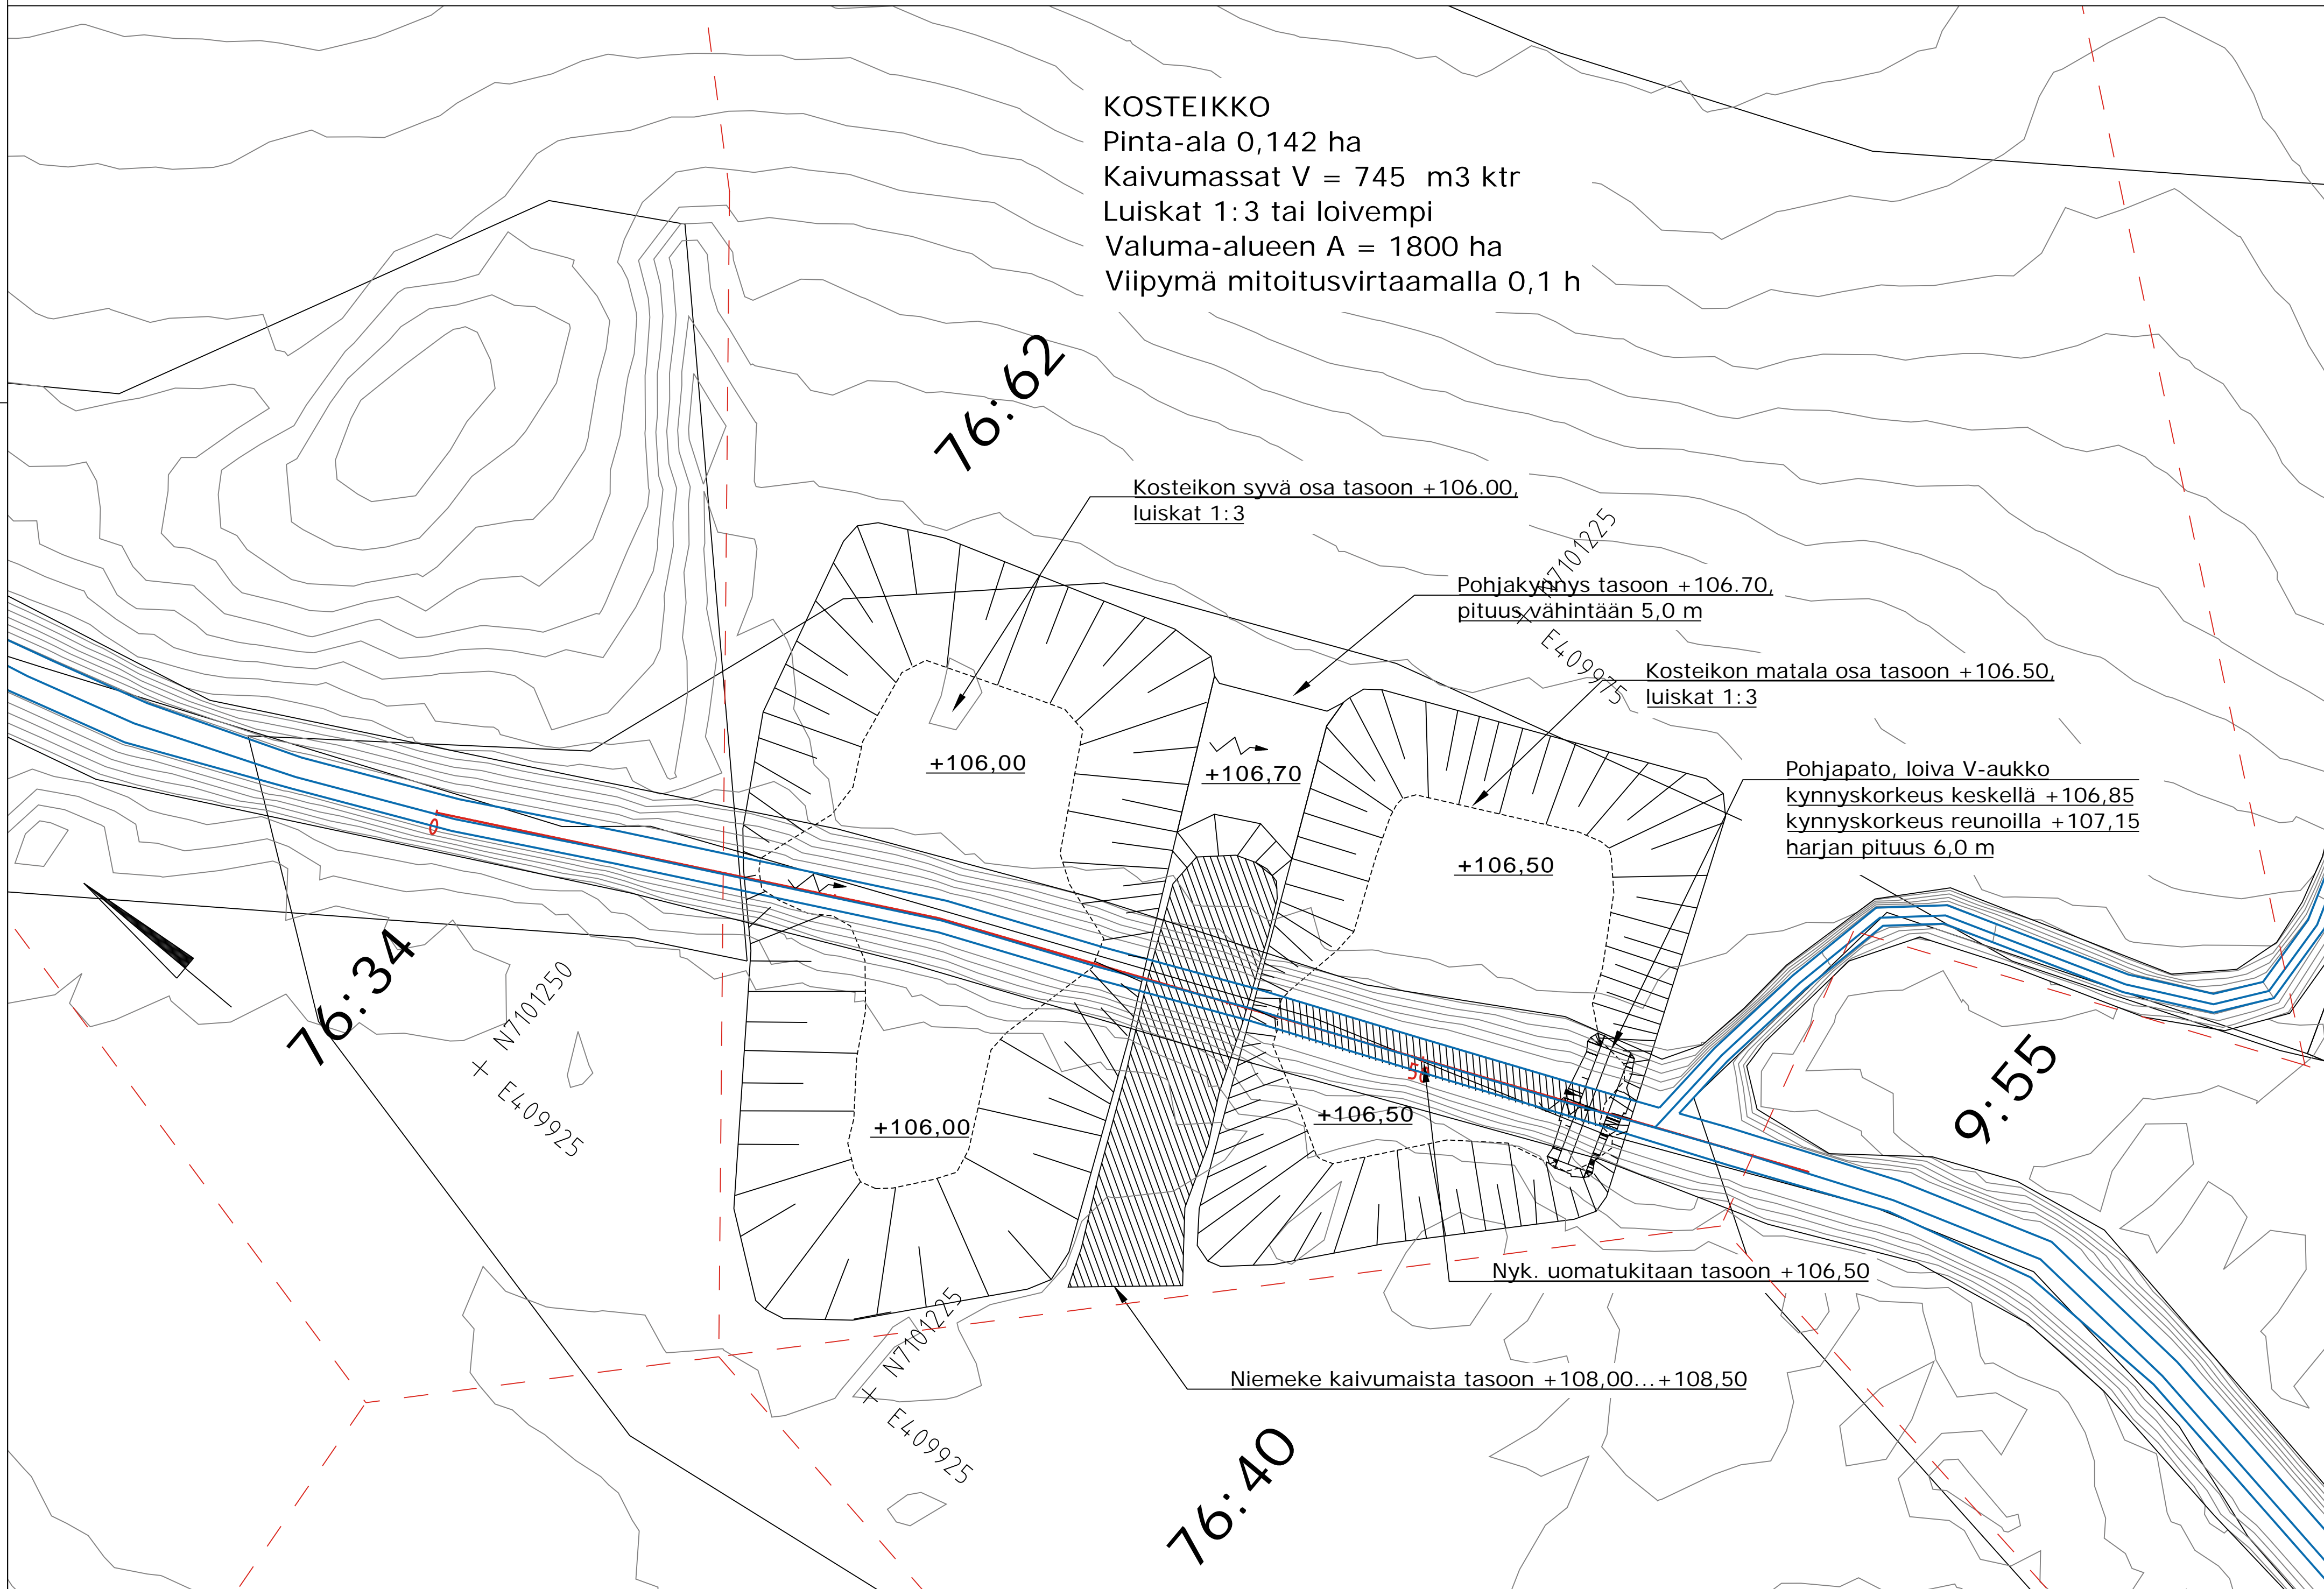 KOSTEIKKO
Pinta-ala 0,142 ha
Kaivumassat V = 745 m3 ktr
Luiskat 1:3 tai loivempi
Valuma-alueen A = 1800 ha
Viipymä mitoitusvirtaamalla 0,1 h
76:62
Kosteikon syvä osa tasoon +106.00,
luiskat 1:3
N7101225
E409975
Pohjakynnys tasoon +106.70,
pituus vähintään 5,0 m
Kosteikon matala osa tasoon +106.50,
luiskat 1:3
+106,00
+106,70
Pohjapato, loiva V-aukko
kynnyskorkeus keskellä +106,85
kynnyskorkeus reunoilla +107,15
harjan pituus 6,0 m
0
+106,50
76:34
N7101250
E409925
9:55
50
+106,50
+106,00
Nyk. uomatukitaan tasoon +106,50
N7101225
E409925
Niemeke kaivumaista tasoon +108,00...+108,50
76:40